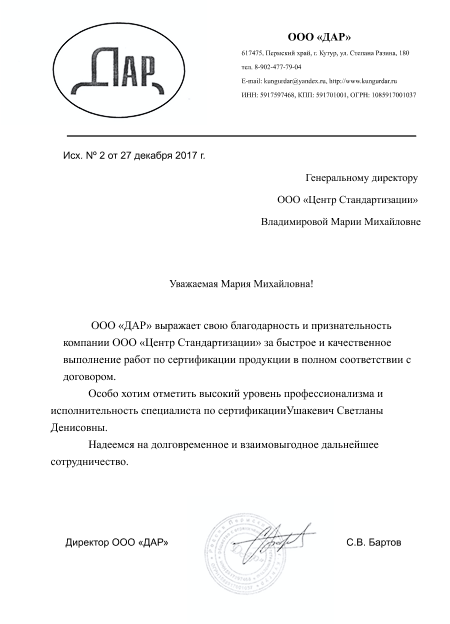 ДАР
ООО «ДАР»
617475, Пермский край, г. Кутур, ул. Степана Разина, 180
тел. 8-902-477-79-04
E-mail: kungurdar@yandex.ru, http://www.kungurdar.ru
ИНН: 5917597468, КПП: 591701001, ОГРН: 1085917001037
Исх. № 2 от 27 декабря 2017 г.
Генеральному директору
ООО «Центр Стандартизации»
Владимировой Марии Михайловне
Уважаемая Мария Михайловна!
ООО «ДАР» выражает свою благодарность и признательность
компании ООО «Центр Стандартизации» за быстрое и качественное
выполнение работ по сертификации продукции в полном соответствии с
договором.
Особо хотим отметить высокий уровень профессионализма и
исполнительность специалиста по сертификацииУшакевич Светланы
Денисовны.
Надеемся на долговременное и взаимовыгодное дальнейшее
сотрудничество.
Директор ООО «ДАР»
С.В. Бартов